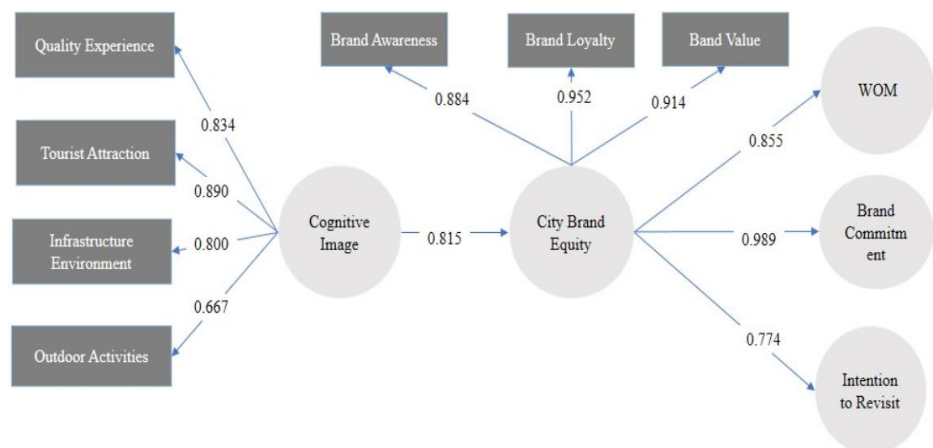 Quality Experience
Tourist Attraction
Infrastructure
Environment
Outdoor Activities
0.834
0.890
0.800
0.667
Cognitive
Image
0.815
Brand Awareness
Brand Loyalty
Band Value
0.884
0.952
0.914
City Brand
Equity
0.855
0.989
0.774
WOM
Brand
Commitm
ent
Intention
to Revisit